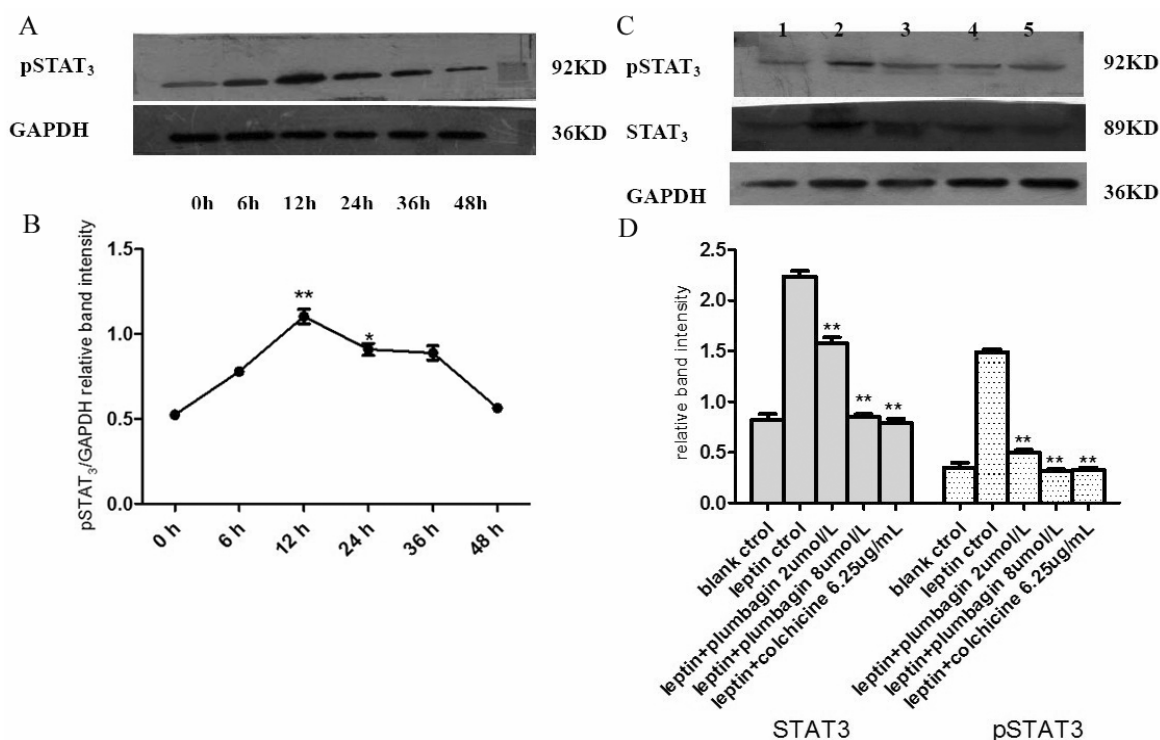 A
pSTAT3
92KD
GAPDH
36KD
0h 6h 12h 24h 36h 48h
B
pSTAT3/GAPDH relative band intensity
1.5
1.0
0.5
0.0
**
*
0 h
6 h
12 h
24 h
36 h
48 h
C
1 2 3 4 5
pSTAT3
92KD
STAT3
89KD
GAPDH
36KD
D
relative band intensity
2.5
2.0
1.5
1.0
0.5
0.0
**
**
**
**
**
**
blank ctrol
leptin ctrol
leptin+plumbagin 2umol/L
leptin+plumbagin 8umol/L
leptin+colchicine 6.25ug/mL
blank ctrol
leptin ctrol
leptin+plumbagin 2umol/L
leptin+plumbagin 8umol/L
leptin+colchicine 6.25ug/mL
STAT3
pSTAT3